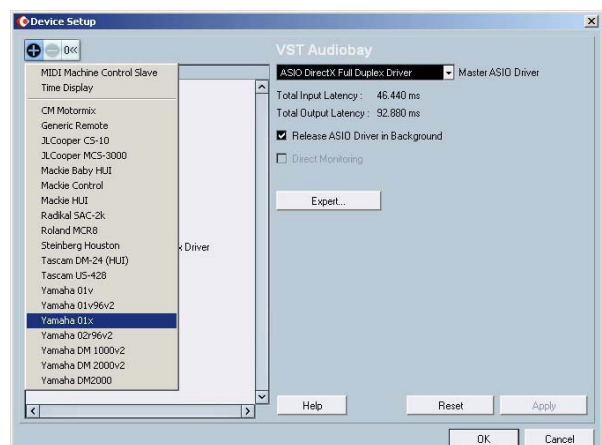 Device Setup
0«
MIDI Machine Control Slave
Time Display
CM Motormix
Generic Remote
JLCooper CS-10
JLCooper MCS-3000
Mackie Baby HUI
Mackie Control
Mackie HUI
Radikal SAC-2k
Roland MCR8
Steinberg Houston
Tascam DM-24 (HUI)
Tascam US-428
Yamaha 01v
Yamaha 01v96v2
Yamaha 01x
Yamaha 02r96v2
Yamaha DM 1000v2
Yamaha DM 2000v2
Yamaha DM2000
x Driver
VST Audiobay
ASIO DirectX Full Duplex Driver Master ASIO Driver
Total Input Latency : 46.440 ms
Total Output Latency : 92.880 ms
Release ASIO Driver in Background
Direct Monitoring
Expert...
Help Reset Apply
OK Cancel